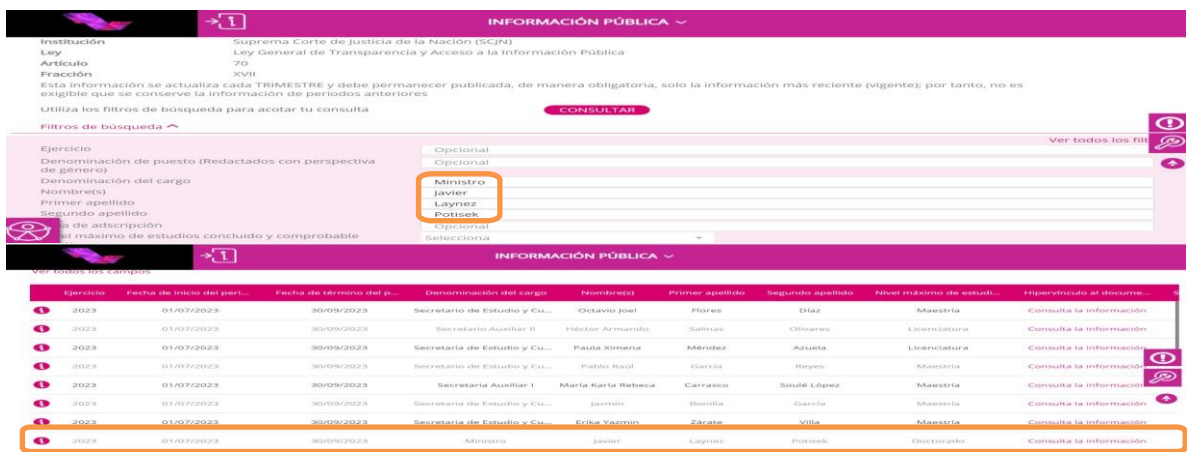 INFORMACIÓN PÚBLICA
Institución Suprema Corte de Justicia de la Nación (SCJN)
Ley Ley General de Transparencia y Acceso a la Información Pública
Artículo 70
Fracción XVII
Esta información se actualiza cada TRIMESTRE y debe permanecer publicada, de manera obligatoria, solo la información más reciente (vigente); por tanto, no es
exigible que se conserve la información de periodos anteriores
Utiliza los filtros de búsqueda para acotar tu consulta CONSULTAR
Filtros de búsqueda
Ver todos los filt
Ejercicio Opcional
Denominación de puesto (Redactados con perspectiva Opcional
de género)
Denominación del cargo Ministro
Nombre(s) Javier
Primer apellido Laynez
Segundo apellido Potisek
de adscripción Opcional
el máximo de estudios concluido y comprobable Selecciona
INFORMACIÓN PÚBLICA
Ver todos los campos
Ejercicio Fecha de inicio del peri... Fecha de término del p... Denominación del cargo Nombre(s) Primer apellido Segundo apellido Nivel máximo de estudi... Hipervínculo al docume... S
2023 01/07/2023 30/09/2023 Secretario de Estudio y Cu... Octavio Joel Flores Díaz Maestría Consulta la información
2023 01/07/2023 30/09/2023 Secretario Auxiliar II Héctor Armando Salinas Olivares Licenciatura Consulta la información
2023 01/07/2023 30/09/2023 Secretaria de Estudio y Cu... Paula Ximena Méndez Azuela Licenciatura Consulta la información
2023 01/07/2023 30/09/2023 Secretario de Estudio y Cu... Pablo Raúl García Reyes Maestría Consulta la información
2023 01/07/2023 30/09/2023 Secretaria Auxiliar I María Karla Rebeca Carrasco Soulé López Maestría Consulta la información
2023 01/07/2023 30/09/2023 Secretaria de Estudio y Cu... Jazmín Bonilla García Maestría Consulta la información
2023 01/07/2023 30/09/2023 Secretaria de Estudio y Cu... Erika Yazmín Zárate Villa Maestría Consulta la información
2023 01/07/2023 30/09/2023 Ministro Javier Laynez Potisek Doctorado Consulta la información